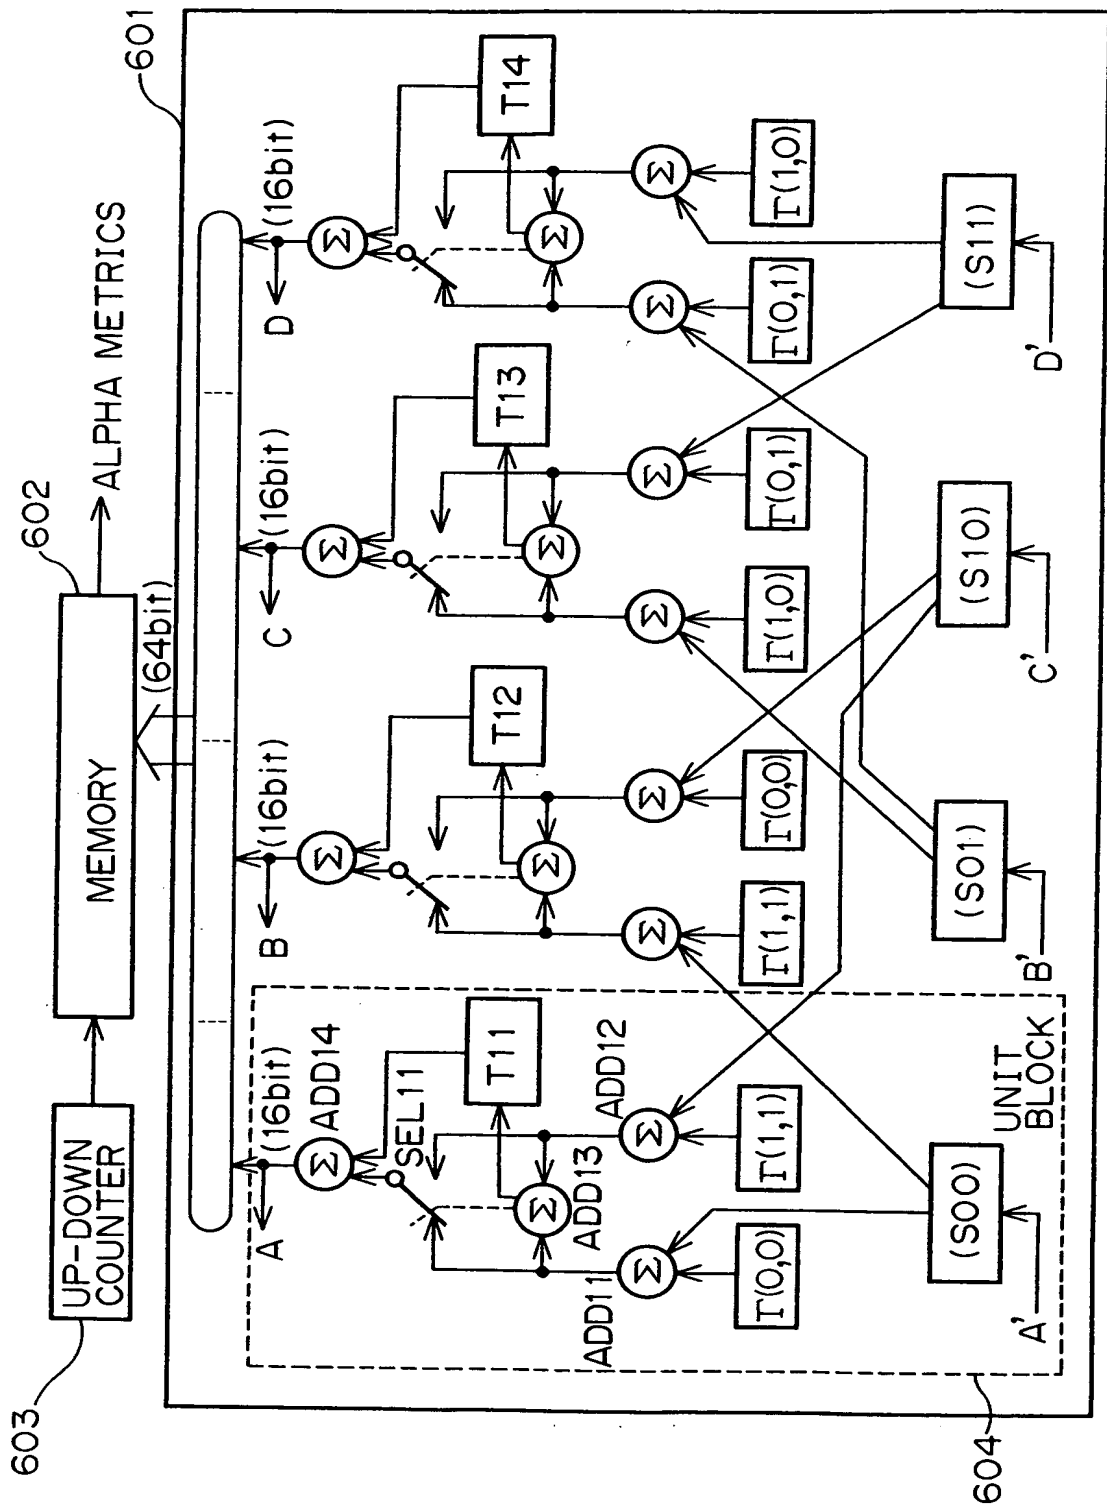 603
UP-DOWN
COUNTER
MEMORY
602
ALPHA METRICS
601
(64bit)
(16bit)
(16bit)
(16bit)
(16bit)
A
B
C
D
Σ
ADD14
Σ
Σ
Σ
SEL11
T11
T12
T13
T14
Σ
ADD13
Σ
Σ
Σ
ADD11
Σ
ADD12
Σ
Σ
Σ
Σ
Σ
Σ
Σ
Γ(0,0)
Γ(1,1)
Γ(1,1)
Γ(0,0)
Γ(1,0)
Γ(0,1)
Γ(0,1)
Γ(1,0)
UNIT
BLOCK
(S00)
(S01)
(S10)
(S11)
A'
B'
C'
D'
604